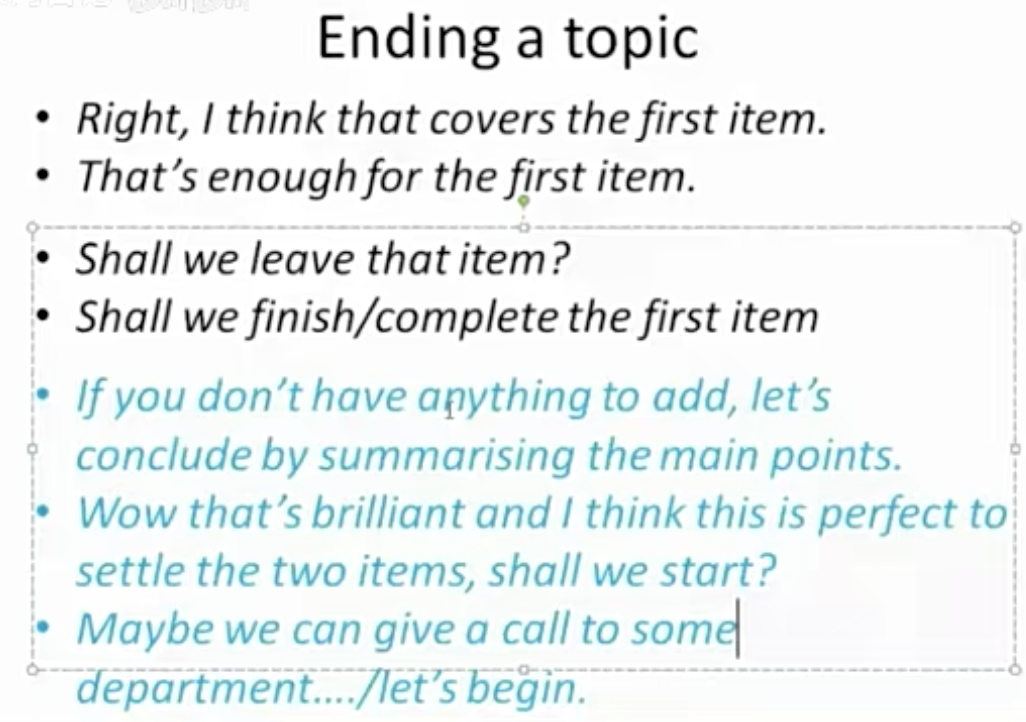 Ending a topic
• Right, I think that covers the first item.
• That's enough for the first item.
• Shall we leave that item?
• Shall we finish/complete the first item
• If you don't have anything to add, let's
conclude by summarising the main points.
• Wow that's brilliant and I think this is perfect to
settle the two items, shall we start?
• Maybe we can give a call to some
department..../let's begin.